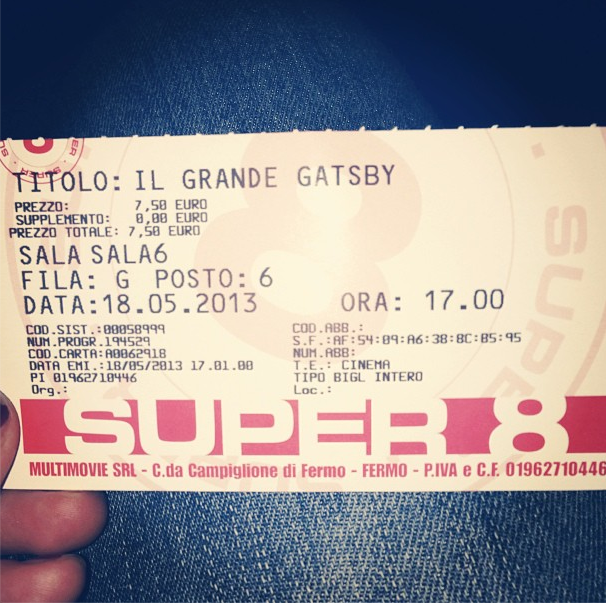 SUPER
8
SUPER
TITOLO: IL GRANDE GATSBY
PREZZO: 7,50 EURO
SUPPLEMENTO: 0,00 EURO
PREZZO TOTALE: 7,50 EURO
SALA SALA6
FILA: G POSTO: 6
DATA:18.05.2013 ORA: 17.00
COD.SIST.:00058999 COD.ABB.:
NUM.PROGR.194529 S.F.:AF:54:09:A6:38:8C:B5:95
COD.CARTA:A0062918 NUM.ABB:
DATA EMI.:18/05/2013 17.01.00 T.E.: CINEMA
PI 01962710446 TIPO BIGL INTERO
Org.: Loc.:
SUPER 8
MULTIMOVIE SRL - C.da Campiglione di Fermo - FERMO - P.IVA e C.F. 01962710446